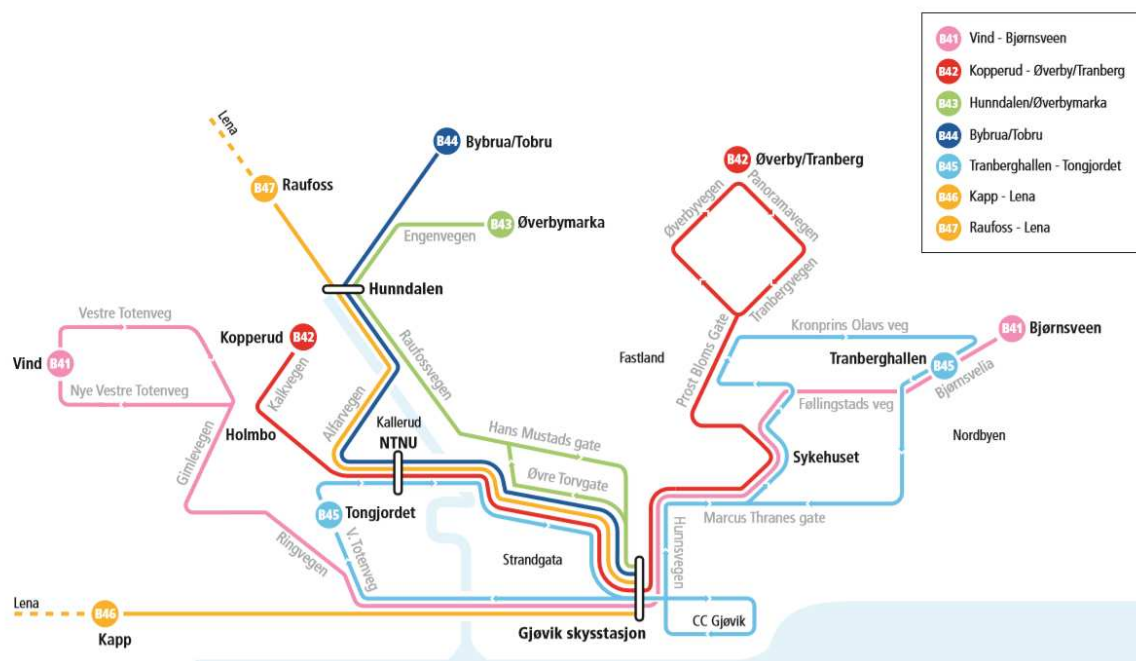 B41 Vind - Bjørnsveen
B42 Kopperud - Øverby/Tranberg
B43 Hunndalen/Øverbymarka
B44 Bybrua/Tobru
B45 Tranberghallen - Tongjordet
B46 Kapp - Lena
B47 Raufoss - Lena
Lena
B44 Bybrua/Tobru
B42 Øverby/Tranberg
B47 Raufoss
Øverbyvegen
Panoramavegen
B43 Øverbymarka
Engenvegen
Hunndalen
Tranbergvegen
Vestre Totenveg
Kopperud B42
Raufossvegen
Kronprins Olavs veg
B41 Bjørnsveen
Fastland
Prost Bloms Gate
Tranberghallen
B45
Vind B41
Kalkvegen
Bjørnsvelia
Nye Vestre Totenveg
Alfarvegen
Føllingstads veg
Gimlevegen
Holmbo
Kallerud
NTNU
Hans Mustads gate
Nordbyen
Sykehuset
Øvre Torvgate
B45 Tongjordet
Marcus Thranes gate
Ringvegen
V. Totenveg
Strandgata
Hunnsvegen
Lena
B46
Kapp
Gjøvik skysstasjon
CC Gjøvik